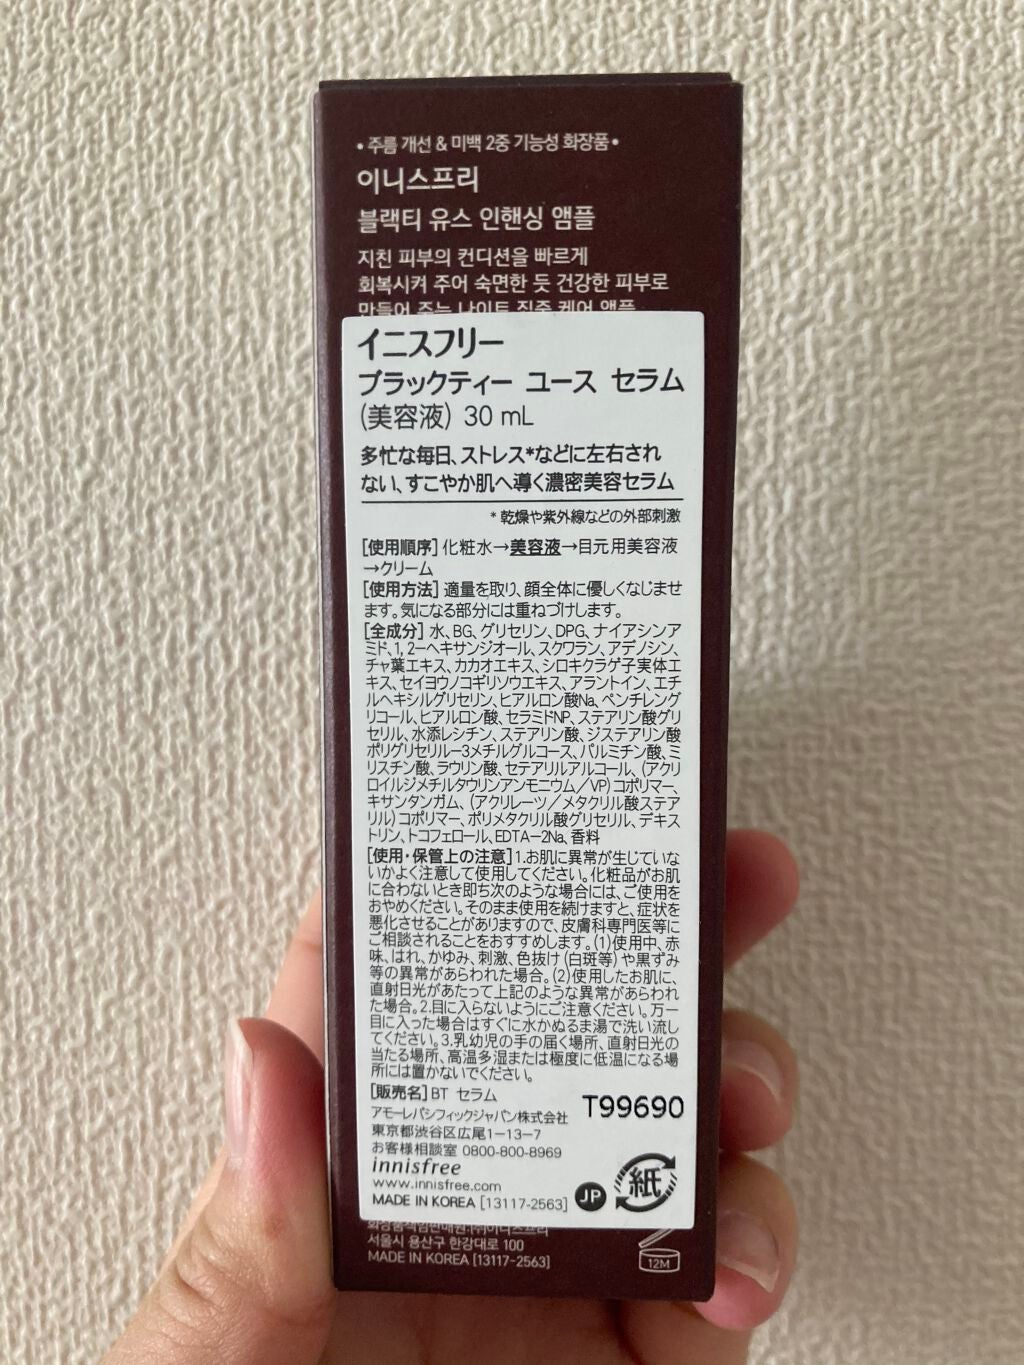 • 주름 개선 & 미백 2중 기능성 화장품 •
이니스프리
블랙티 유스 인핸싱 앰플
지친 피부의 컨디션을 빠르게
회복시켜 주어 숙면한 듯 건강한 피부로
만들어 주는 나이트 집중 케어 앰플
イニスフリー
ブラックティー ユース セラム
(美容液) 30 mL
多忙な毎日、ストレス*などに左右され
ない、すこやか肌へ導く濃密美容セラム
* 乾燥や紫外線などの外部刺激
[使用順序] 化粧水→美容液→目元用美容液
→クリーム
[使用方法] 適量を取り、顔全体に優しくなじませ
ます。気になる部分には重ねづけします。
[全成分] 水、BG、グリセリン、DPG、ナイアシンア
ミド、1,2-ヘキサンジオール、スクワラン、アデノシン、
チャ葉エキス、カカオエキス、シロキクラゲ子実体エ
キス、セイヨウノコギリソウエキス、アラントイン、エチ
ルヘキシルグリセリン、ヒアルロン酸Na、ペンチレング
リコール、ヒアルロン酸、セラミドNP、ステアリン酸グリ
セリル、水添レシチン、ステアリン酸、ジステアリン酸
ポリグリセリル-3メチルグルコース、パルミチン酸、ミ
リスチン酸、ラウリン酸、セテアリルアルコール、(アクリ
ロイルジメチルタウリンアンモニウム/VP)コポリマー、
キサンタンガム、(アクリレーツ/メタクリル酸ステア
リル)コポリマー、ポリメタクリル酸グリセリル、デキス
トリン、トコフェロール、EDTA-2Na、香料
[使用・保管上の注意]1.お肌に異常が生じていな
いかよく注意して使用してください。化粧品がお肌
に合わないとき即ち次のような場合には、ご使用を
おやめください。そのまま使用を続けますと、症状を
悪化させることがありますので、皮膚科専門医等に
ご相談されることをおすすめします。(1)使用中、赤
味、はれ、かゆみ、刺激、色抜け(白斑等)や黒ずみ
等の異常があらわれた場合。(2)使用したお肌に、
直射日光があたって上記のような異常があらわれ
た場合。2.目に入らないようにご注意ください。万一
目に入った場合はすぐに水かぬるま湯で洗い流し
てください。3.乳幼児の手の届く場所、直射日光の
当たる場所、高温多湿または極度に低温になる場
所には置かないでください。
[販売名]BT セラム
T99690
アモーレパシフィックジャパン株式会社
東京都渋谷区広尾1-13-7
お客様相談室 0800-800-8969
innisfree
www.innisfree.com
MADE IN KOREA [13117-2563]
JP
紙
화장품책임판매원:(주)이니스프리
서울시 용산구 한강대로 100
MADE IN KOREA [13117-2563]
12M